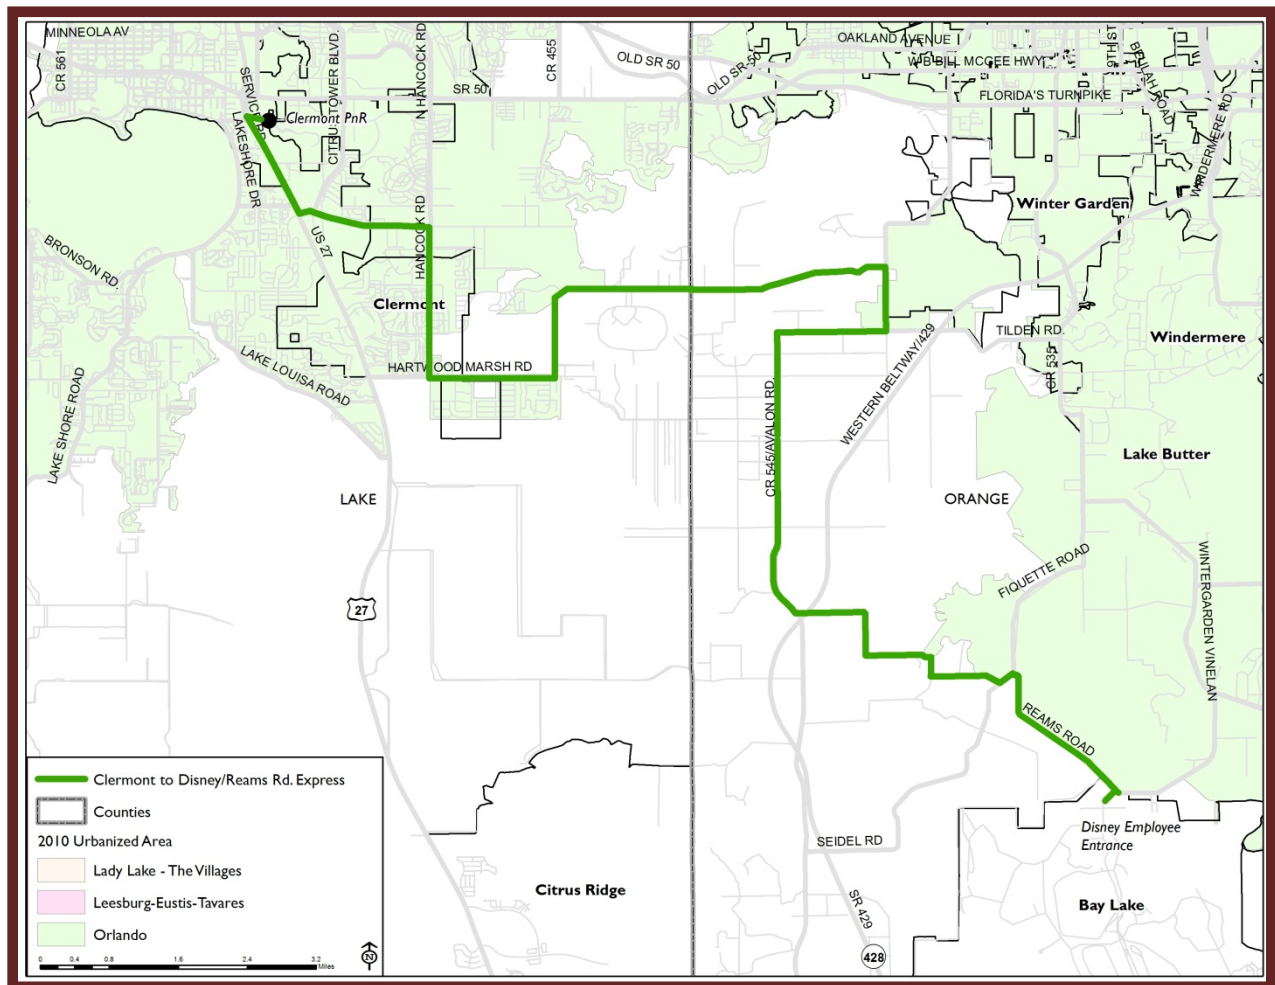 MINNEOLA AV
CR 561
SERVICE RD
CITRUS TOWER BLVD.
N HANCOCK RD
CR 455
SR 50
OLD SR 50
OLD SR 50
OAKLAND AVENUE
W B BILL MCGEE HWY
FLORIDA'S TURNPIKE
BEULAH ROAD
WINDERMERE RD
Clermont PnR
LAKESHORE DR
US 27
HANCOCK RD
BRONSON RD.
Clermont
Winter Garden
TILDEN RD.
Windermere
CR 535
HARTWOOD MARSH RD
LAKE LOUISA ROAD
LAKE SHORE ROAD
CR 545/AVALON RD.
WESTERN BELTWAY/429
Lake Butter
LAKE
ORANGE
FIQUETTE ROAD
WINTERGARDEN VINELAN
27
REAMS ROAD
Disney Employee
Entrance
SEIDEL RD
SR 429
428
Citrus Ridge
Bay Lake
Clermont to Disney/Reams Rd. Express
Counties
2010 Urbanized Area
Lady Lake - The Villages
Leesburg-Eustis-Tavares
Orlando
0 0.4 0.8 1.6 2.4 3.2
Miles
N